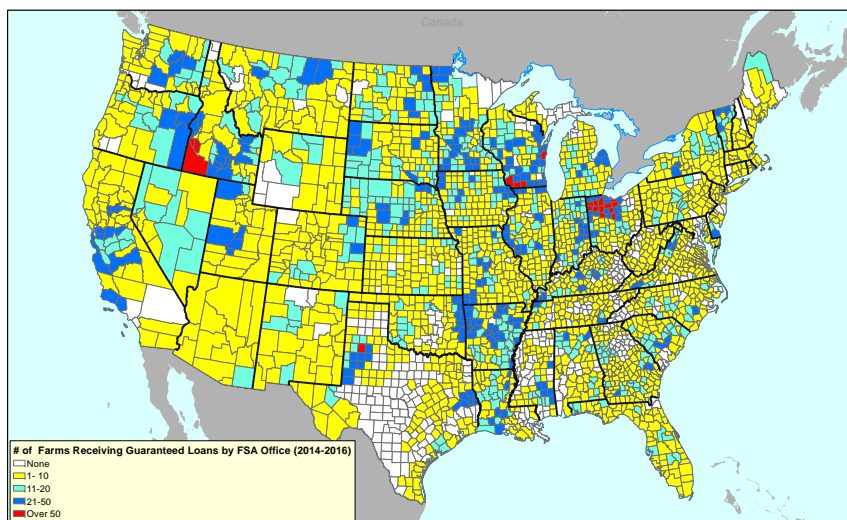 Canada
# of Farms Receiving Guaranteed Loans by FSA Office (2014-2016)
None
1- 10
11-20
21-50
Over 50